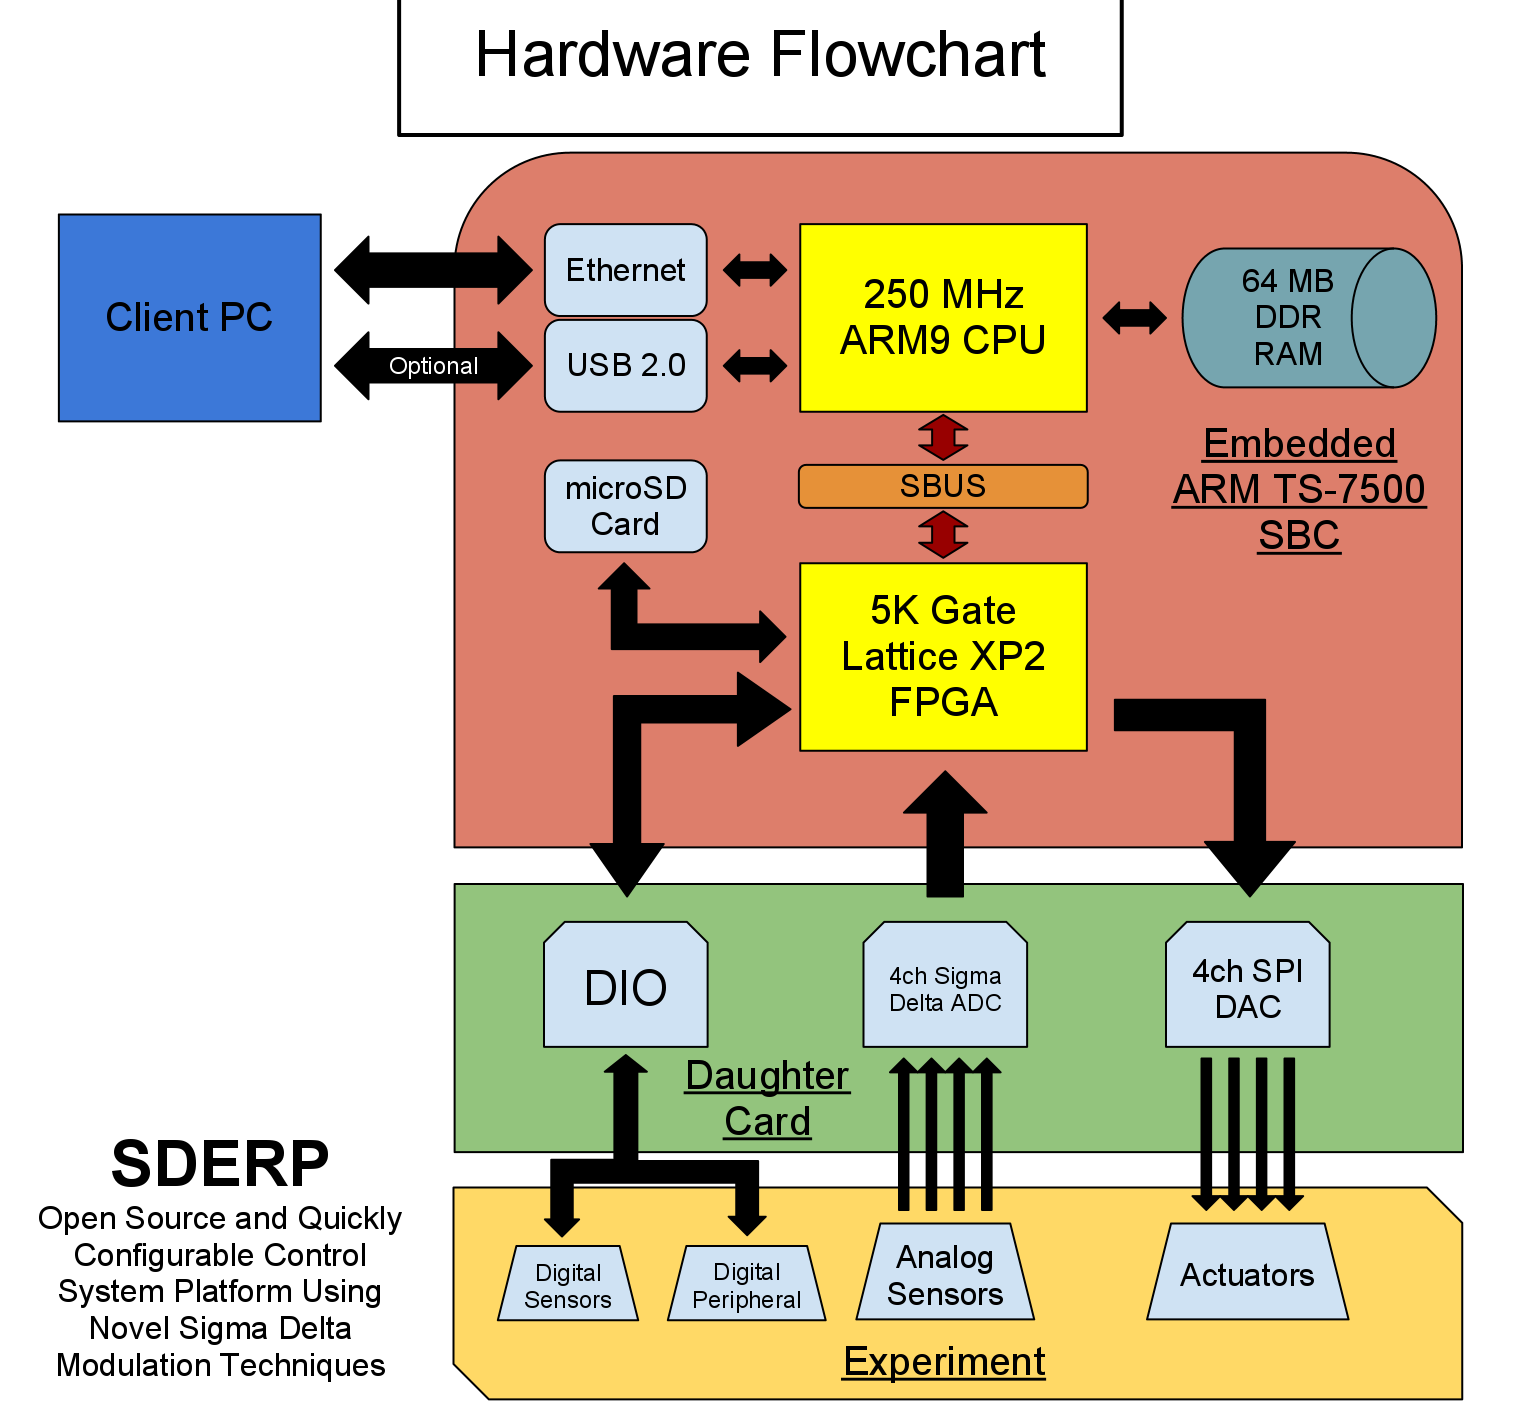 Hardware Flowchart
Client PC
Ethernet
Optional
USB 2.0
250 MHz
ARM9 CPU
64 MB
DDR
RAM
Embedded
ARM TS-7500
SBC
microSD
Card
SBUS
5K Gate
Lattice XP2
FPGA
DIO
4ch Sigma
Delta ADC
4ch SPI
DAC
Daughter
Card
SDERP
Open Source and Quickly
Configurable Control
System Platform Using
Novel Sigma Delta
Modulation Techniques
Digital
Sensors
Digital
Peripheral
Analog
Sensors
Actuators
Experiment